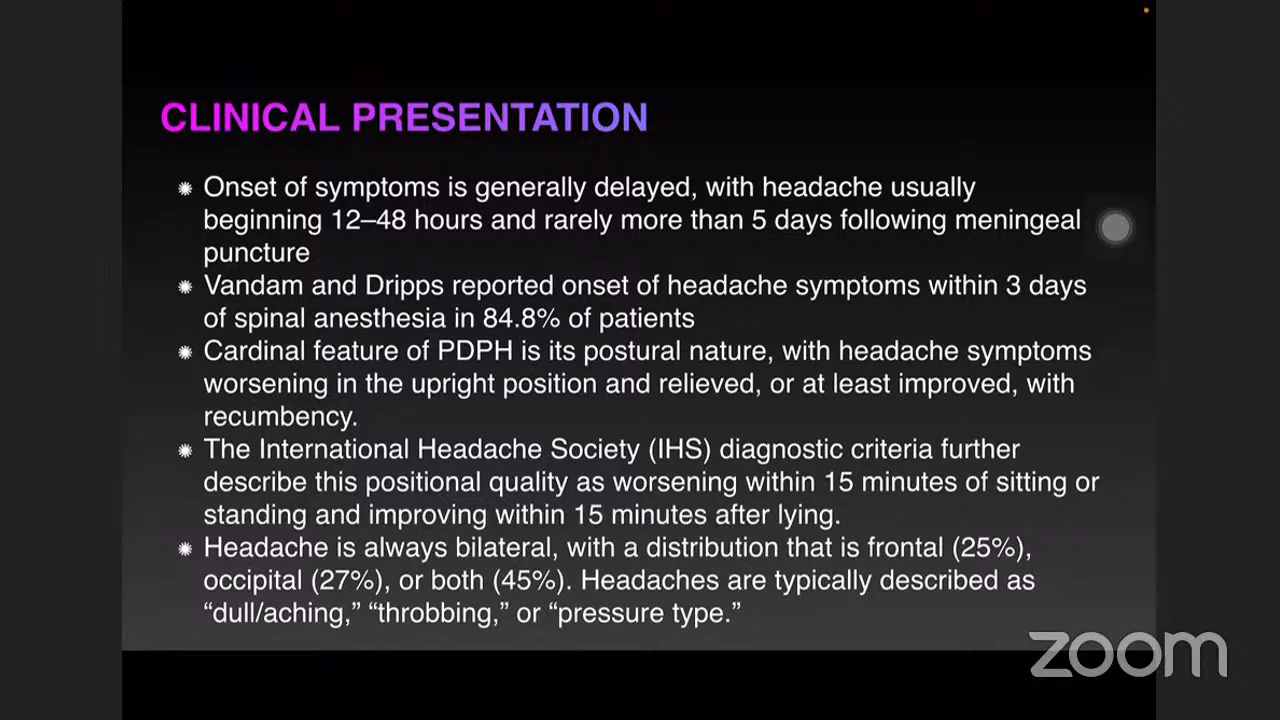 CLINICAL PRESENTATION
Onset of symptoms is generally delayed, with headache usually
beginning 12–48 hours and rarely more than 5 days following meningeal
puncture
Vandam and Dripps reported onset of headache symptoms within 3 days
of spinal anesthesia in 84.8% of patients
Cardinal feature of PDPH is its postural nature, with headache symptoms
worsening in the upright position and relieved, or at least improved, with
recumbency.
The International Headache Society (IHS) diagnostic criteria further
describe this positional quality as worsening within 15 minutes of sitting or
standing and improving within 15 minutes after lying.
Headache is always bilateral, with a distribution that is frontal (25%),
occipital (27%), or both (45%). Headaches are typically described as
“dull/aching,” “throbbing,” or “pressure type.”
zoom